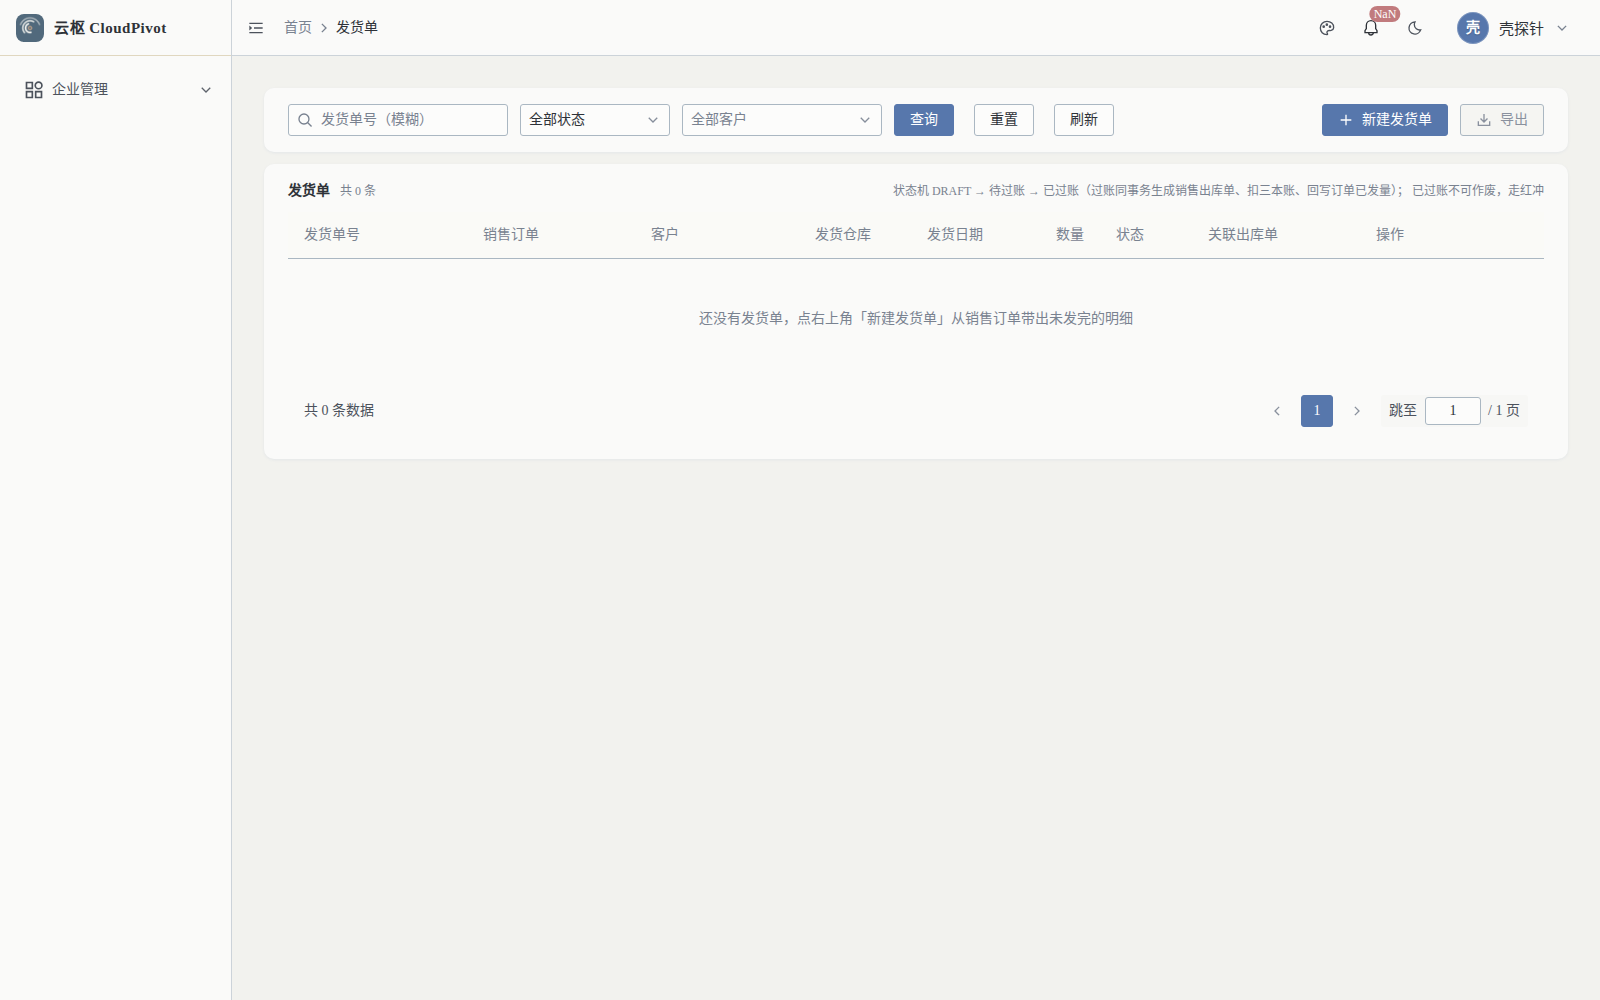 云枢 CloudPivot
首页 > 发货单
NaN
壳
壳探针
企业管理
发货单号（模糊）
全部状态
全部客户
查询
重置
刷新
新建发货单
导出
发货单 共 0 条
状态机 DRAFT → 待过账 → 已过账（过账同事务生成销售出库单、扣三本账、回写订单已发量）；已过账不可作废，走红冲
发货单号 销售订单 客户 发货仓库 发货日期 数量 状态 关联出库单 操作
还没有发货单，点右上角「新建发货单」从销售订单带出未发完的明细
共 0 条数据
1
跳至 1 / 1 页